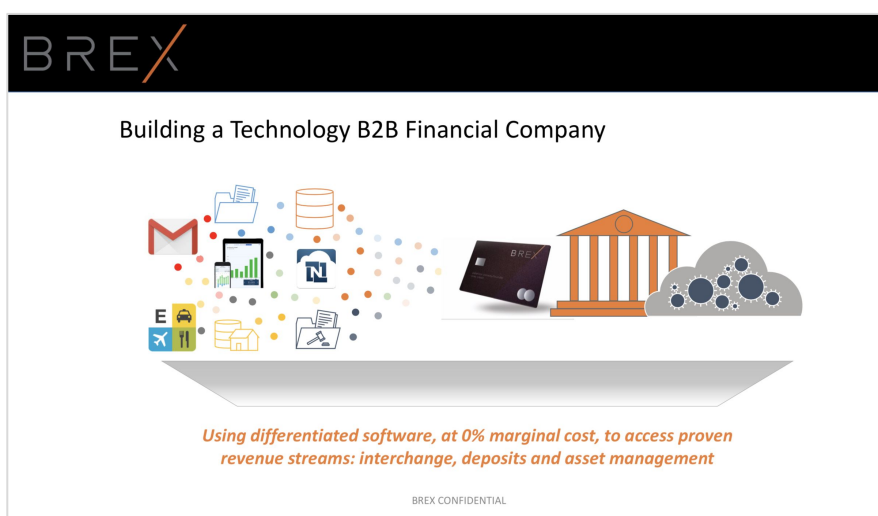 BREX
Building a Technology B2B Financial Company
BREX
N
E
Using differentiated software, at 0% marginal cost, to access proven
revenue streams: interchange, deposits and asset management
BREX CONFIDENTIAL